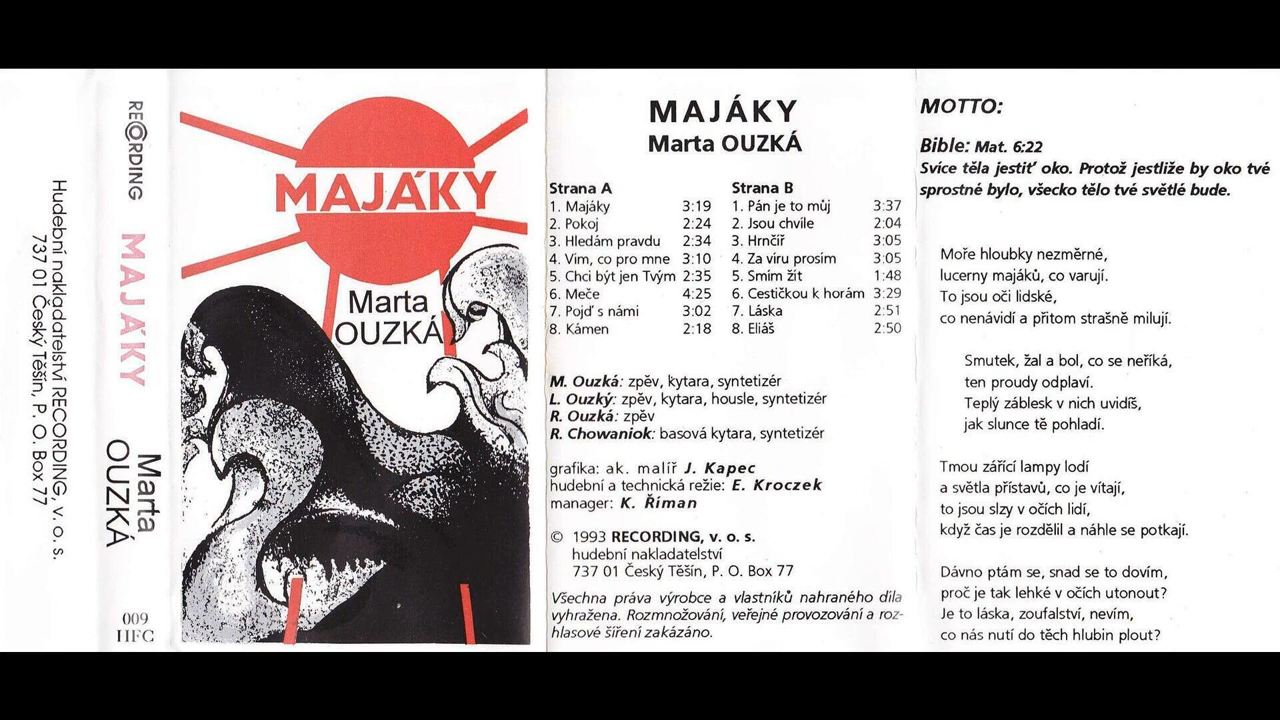 Hudební nakladatelství RECORDING, v. o. s.
737 01 Český Těšín, P. O. Box 77
RECORDING
MAJÁKY
Marta
OUZKÁ
009
HFC
MAJÁKY
Marta
OUZKÁ
MAJÁKY
Marta OUZKÁ
Strana A
1. Majáky 3:19
2. Pokoj 2:24
3. Hledám pravdu 2:34
4. Vim, co pro mne 3:10
5. Chci být jen Tvým 2:35
6. Meče 4:25
7. Pojď s námi 3:02
8. Kámen 2:18
Strana B
1. Pán je to můj 3:37
2. Jsou chvíle 2:04
3. Hrnčíř 3:05
4. Za víru prosím 3:05
5. Smím žít 1:48
6. Cestičkou k horám 3:29
7. Láska 2:51
8. Eliáš 2:50
M. Ouzká: zpěv, kytara, syntetizér
L. Ouzký: zpěv, kytara, housle, syntetizér
R. Ouzká: zpěv
R. Chowaniok: basová kytara, syntetizér
grafika: ak. malíř J. Kapec
hudební a technická režie: E. Kroczek
manager: K. Říman
© 1993 RECORDING, v. o. s.
hudební nakladatelství
737 01 Český Těšín, P. O. Box 77
Všechna práva výrobce a vlastníků nahraného díla
vyhražena. Rozmnožování, veřejné provozování a roz-
hlasové šíření zakázáno.
MOTTO:
Bible: Mat. 6:22
Svíce těla jestiť oko. Protož jestliže by oko tvé
sprostné bylo, všecko tělo tvé světlé bude.
Moře hloubky nezměrné,
lucerny majáků, co varují.
To jsou oči lidské,
co nenávidí a přitom strašně milují.
Smutek, žal a bol, co se neříká,
ten proudy odplaví.
Teplý záblesk v nich uvidíš,
jak slunce tě pohladí.
Tmou zářící lampy lodí
a světla přístavů, co je vítají,
to jsou slzy v očích lidí,
když čas je rozdělil a náhle se potkají.
Dávno ptám se, snad se to dovím,
proč je tak lehké v očích utonout?
Je to láska, zoufalství, nevím,
co nás nutí do těch hlubin plout?